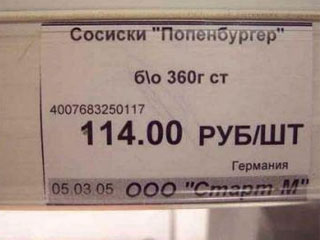 Сосиски "Попенбургер"
б\о 360г ст
4007683250117
114.00 РУБ/ШТ
Германия
05.03.05 ООО "Старт М"